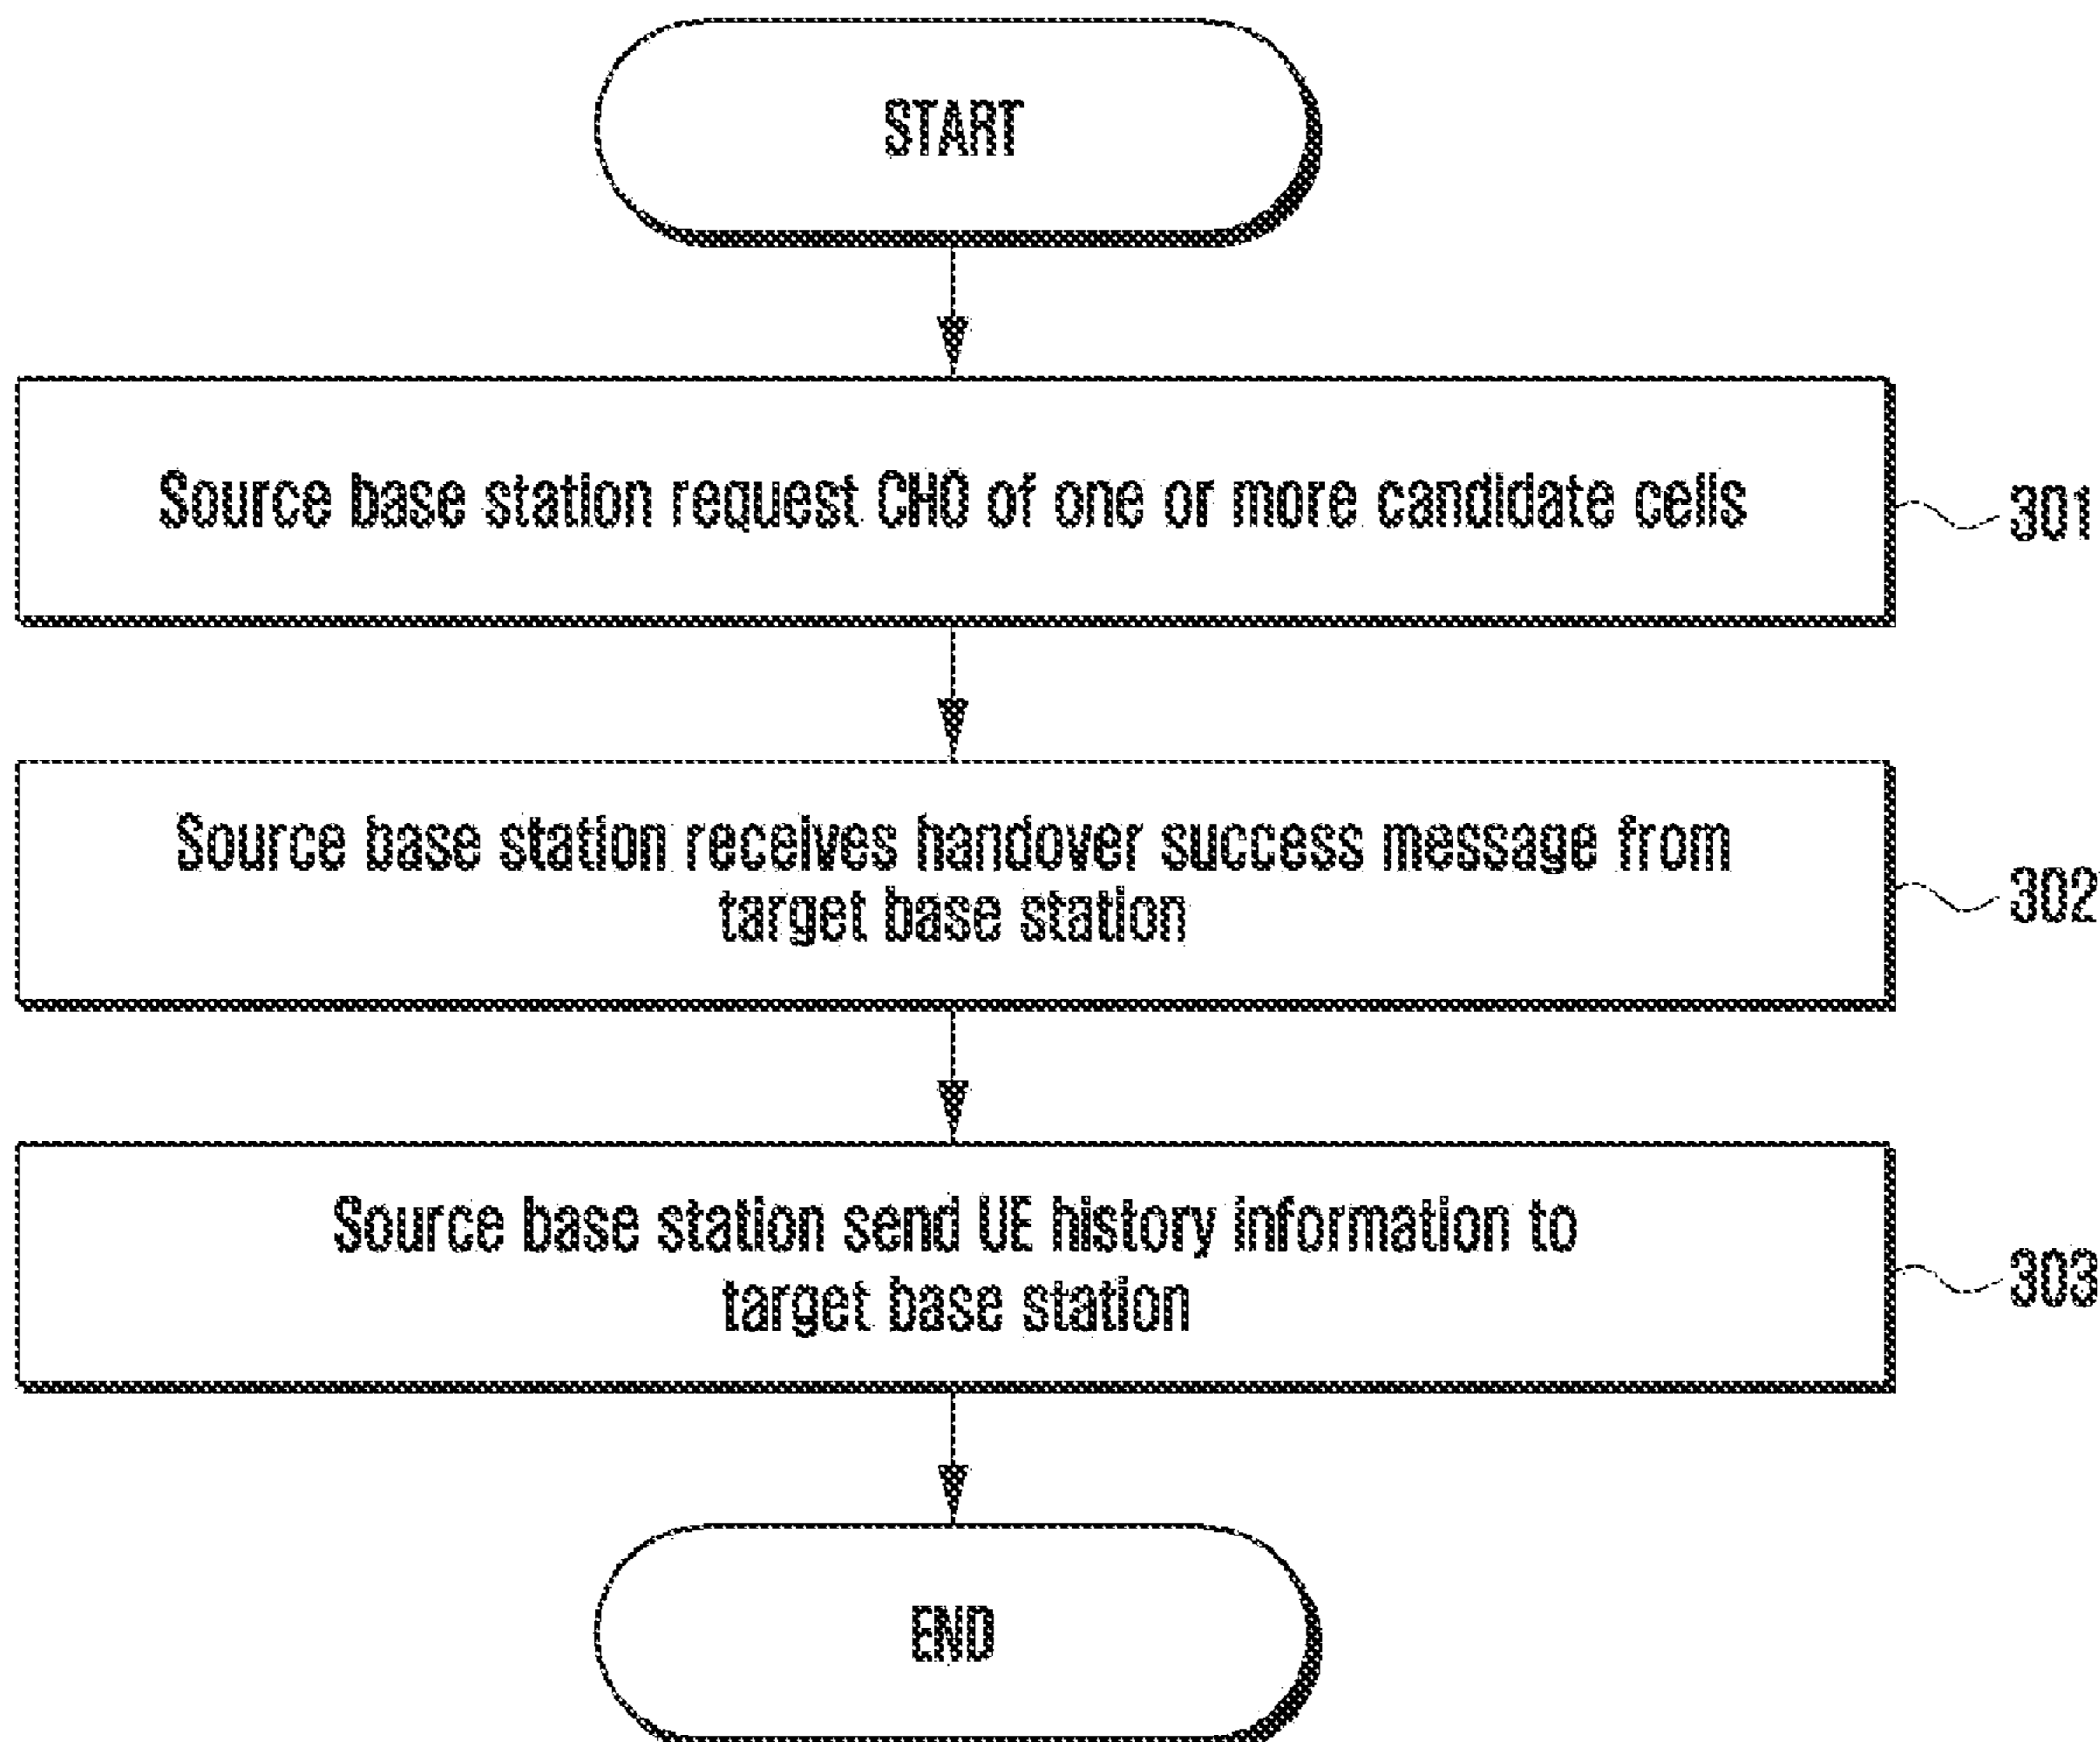 START
Source base station request CHO of one or more candidate cells
301
Source base station receives handover success message from
target base station
302
Source base station send UE history information to
target base station
303
END